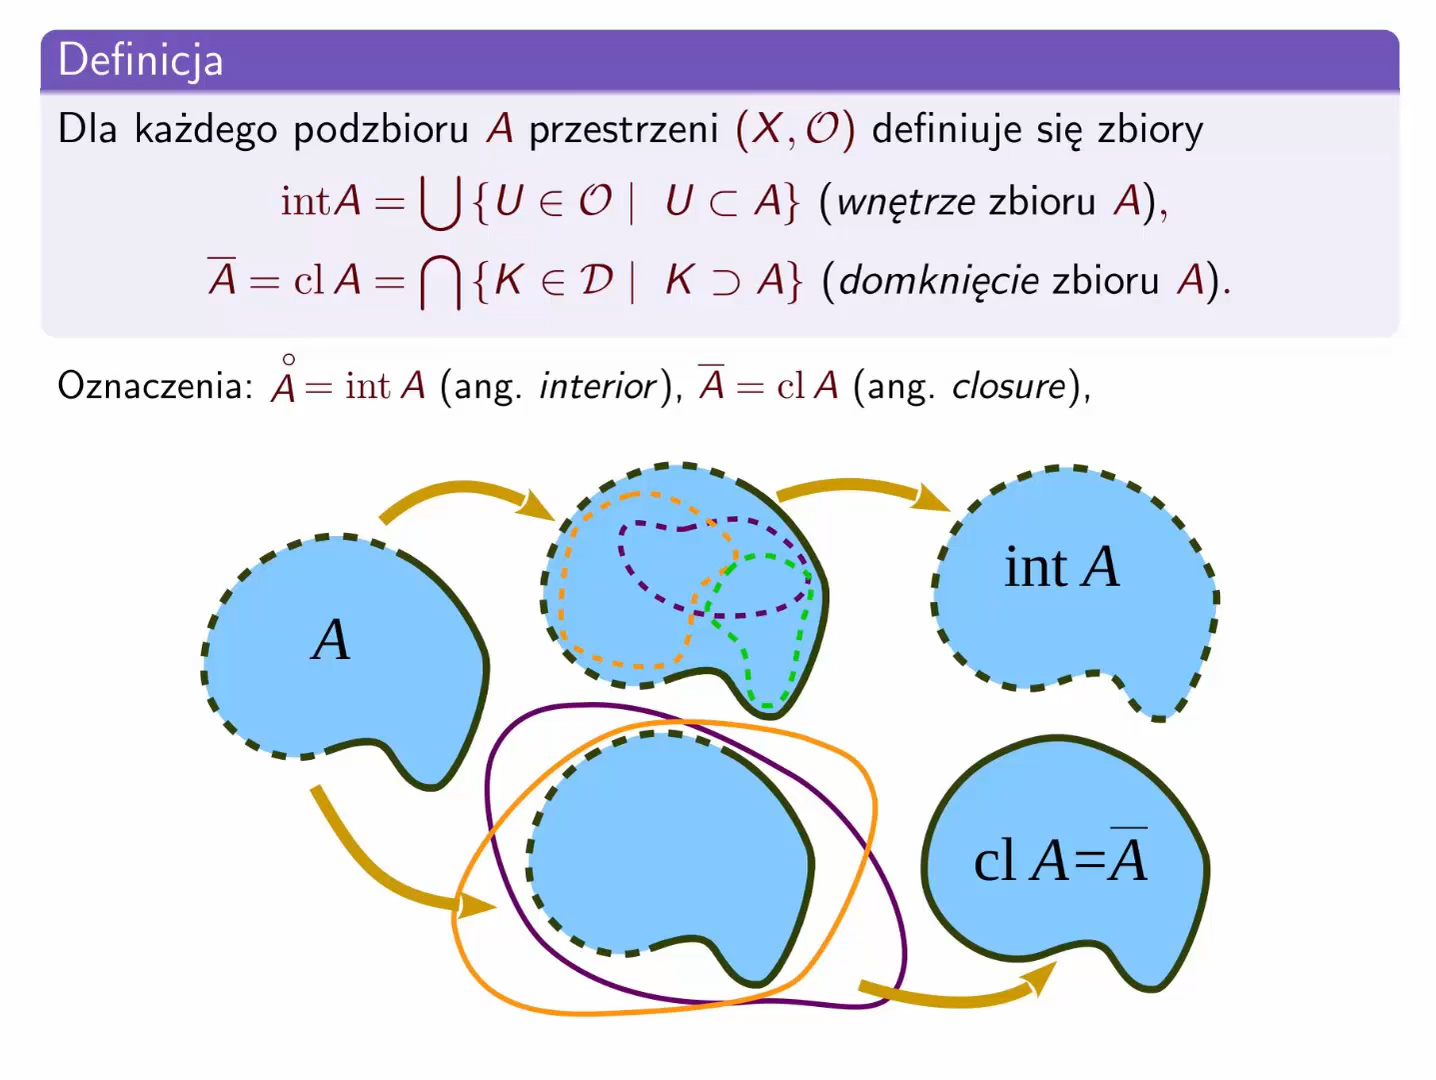 Definicja
Dla każdego podzbioru A przestrzeni (X, 𝒪) definiuje się zbiory
intA = ⋃ {U ∈ 𝒪 | U ⊂ A} (wnętrze zbioru A),
A̅ = cl A = ⋂ {K ∈ 𝒟 | K ⊃ A} (domknięcie zbioru A).
Oznaczenia: Å = int A (ang. interior), A̅ = cl A (ang. closure),
A
int A
cl A=A̅